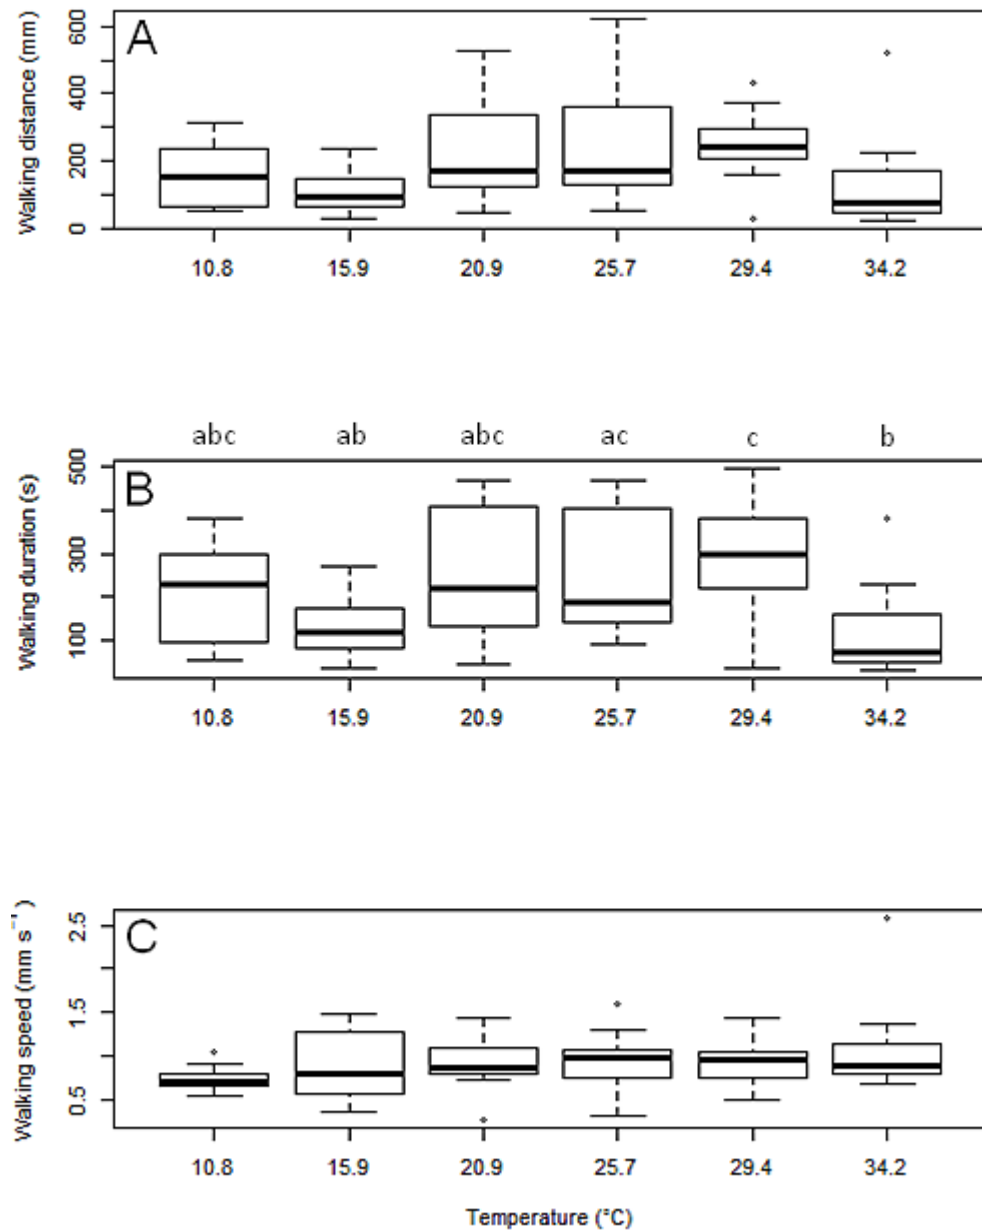 A
Walking distance (mm)
600
400
200
0
10.8 15.9 20.9 25.7 29.4 34.2
abc ab abc ac c b
B
Walking duration (s)
500
300
100
10.8 15.9 20.9 25.7 29.4 34.2
C
Walking speed (mm s⁻¹)
2.5
1.5
0.5
10.8 15.9 20.9 25.7 29.4 34.2
Temperature (°C)